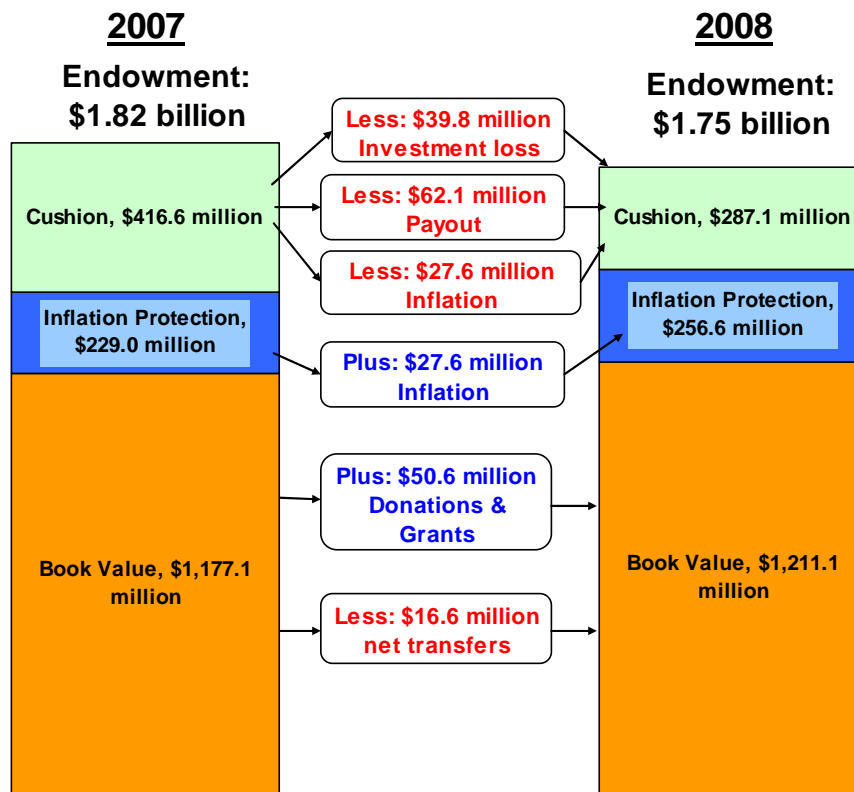 2007
Endowment:
$1.82 billion
Cushion, $416.6 million
Inflation Protection,
$229.0 million
Book Value, $1,177.1
million
Less: $39.8 million
Investment loss
Less: $62.1 million
Payout
Less: $27.6 million
Inflation
Plus: $27.6 million
Inflation
Plus: $50.6 million
Donations &
Grants
Less: $16.6 million
net transfers
2008
Endowment:
$1.75 billion
Cushion, $287.1 million
Inflation Protection,
$256.6 million
Book Value, $1,211.1
million